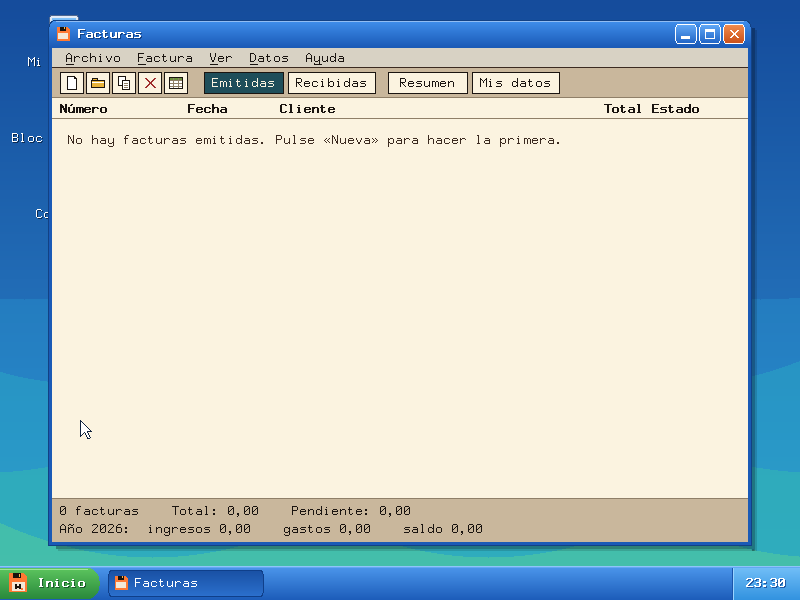 Facturas
Mi
Archivo Factura Ver Datos Ayuda
Emitidas Recibidas Resumen Mis datos
Número Fecha Cliente Total Estado
No hay facturas emitidas. Pulse «Nueva» para hacer la primera.
Bloc
0 facturas Total: 0,00 Pendiente: 0,00
Año 2026: ingresos 0,00 gastos 0,00 saldo 0,00
Inicio Facturas 23:30